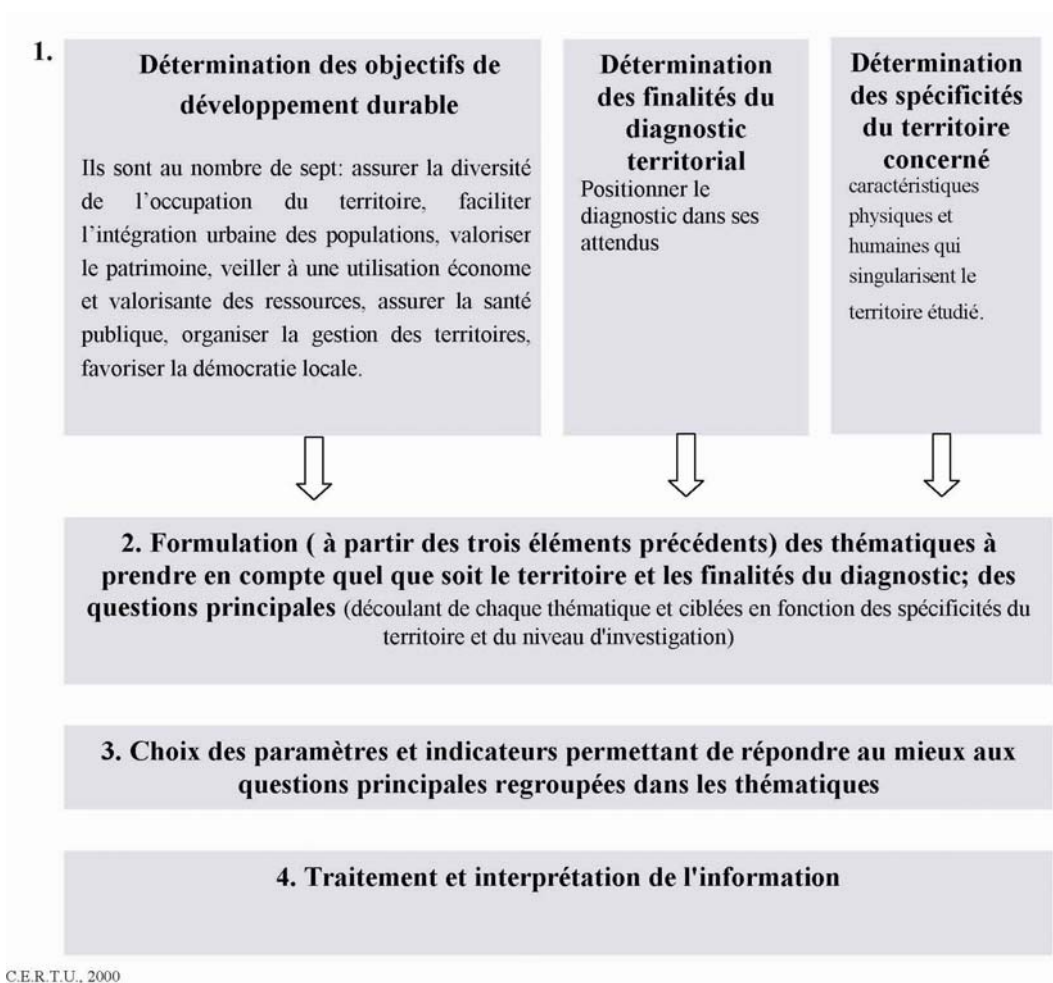 1.
Détermination des objectifs de
développement durable
Ils sont au nombre de sept: assurer la diversité
de l'occupation du territoire, faciliter
l'intégration urbaine des populations, valoriser
le patrimoine, veiller à une utilisation économe
et valorisante des ressources, assurer la santé
publique, organiser la gestion des territoires,
favoriser la démocratie locale.
Détermination
des finalités du
diagnostic
territorial
Positionner le
diagnostic dans ses
attendus
Détermination
des spécificités
du territoire
concerné
caractéristiques
physiques et
humaines qui
singularisent le
territoire étudié.
2. Formulation ( à partir des trois éléments précédents) des thématiques à
prendre en compte quel que soit le territoire et les finalités du diagnostic; des
questions principales (découlant de chaque thématique et ciblées en fonction des spécificités du
territoire et du niveau d'investigation)
3. Choix des paramètres et indicateurs permettant de répondre au mieux aux
questions principales regroupées dans les thématiques
4. Traitement et interprétation de l'information
C.E.R.T.U., 2000